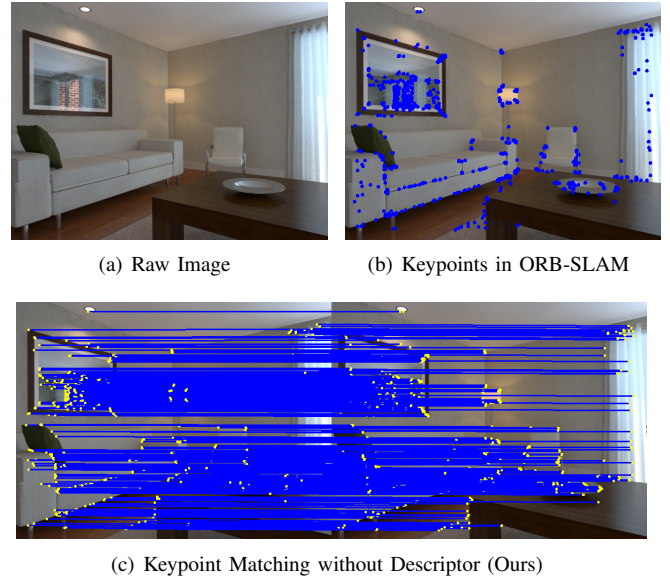 (a) Raw Image
(b) Keypoints in ORB-SLAM
(c) Keypoint Matching without Descriptor (Ours)